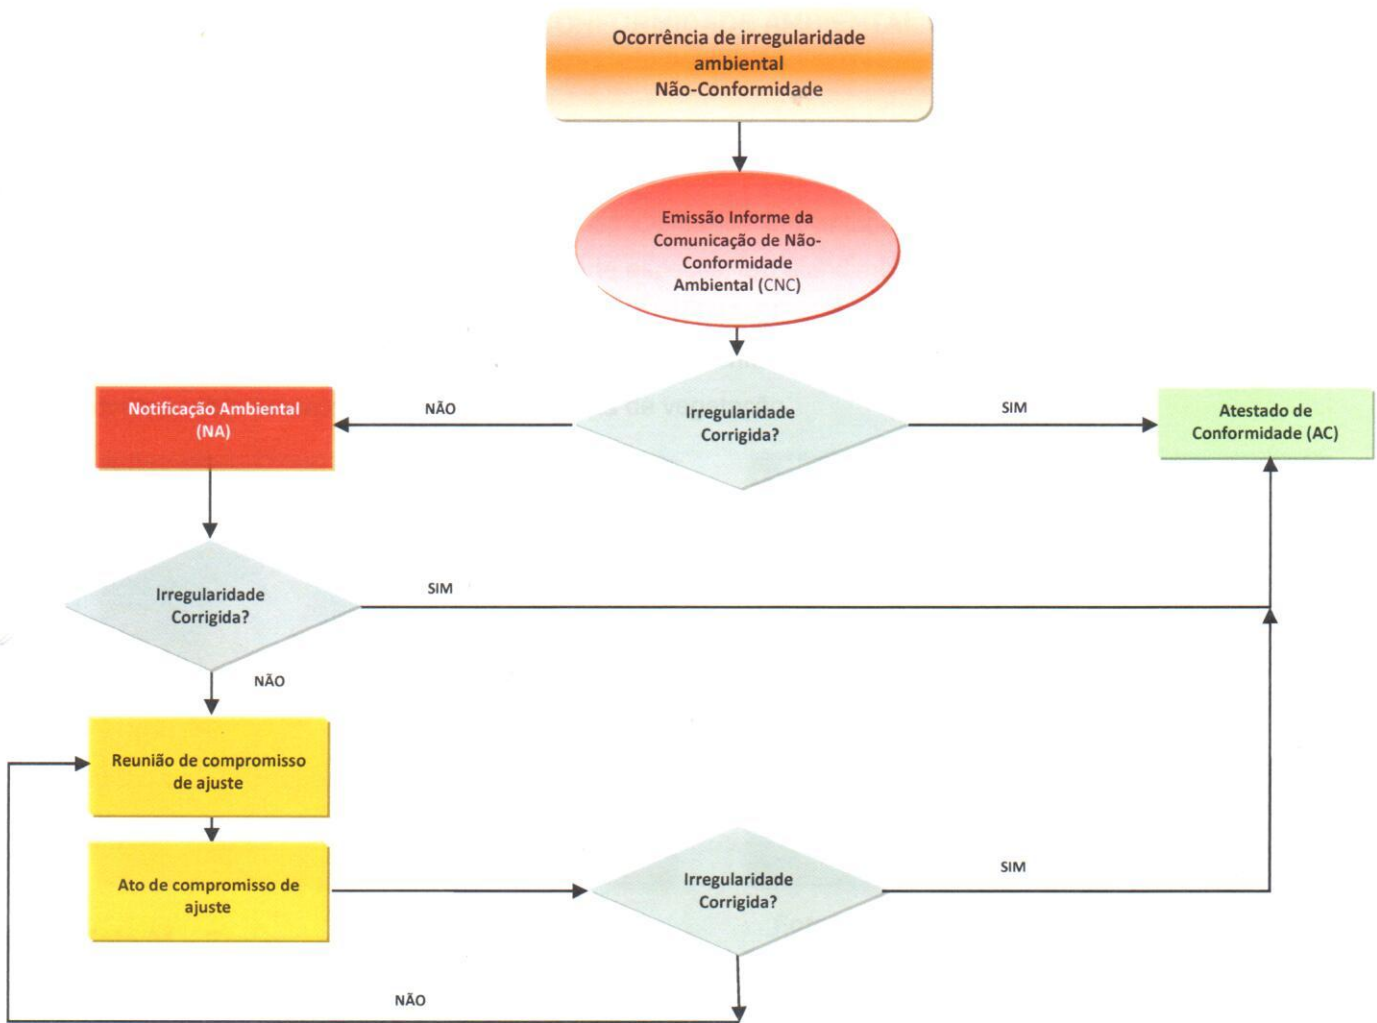 Ocorrência de irregularidade
ambiental
Não-Conformidade
Emissão Informe da
Comunicação de Não-
Conformidade
Ambiental (CNC)
Irregularidade
Corrigida?
NÃO
SIM
Notificação Ambiental
(NA)
Atestado de
Conformidade (AC)
Irregularidade
Corrigida?
SIM
NÃO
Reunião de compromisso
de ajuste
Ato de compromisso de
ajuste
Irregularidade
Corrigida?
SIM
NÃO